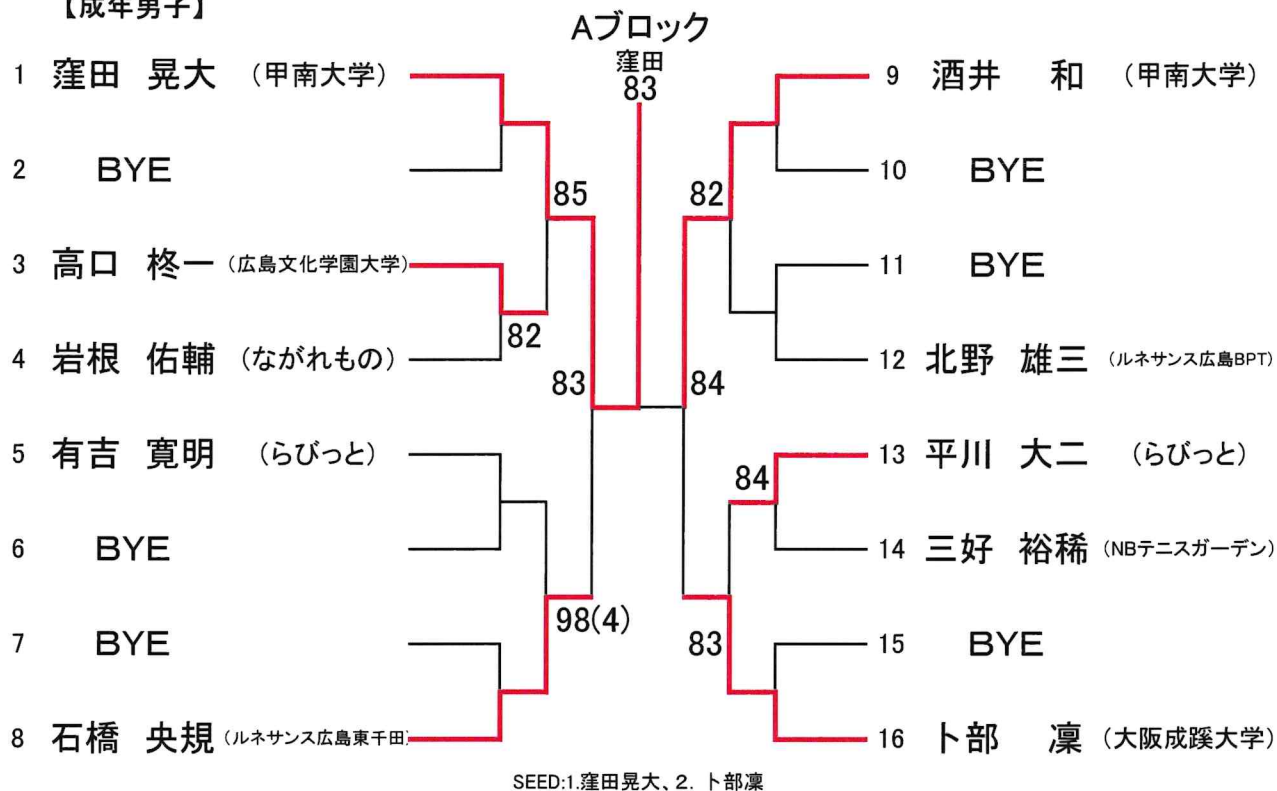 【成年男子】
Aブロック
窪田
83
1 窪田 晃大 (甲南大学)
2 BYE
85
3 高口 柊一 (広島文化学園大学)
82
4 岩根 佑輔 (ながれもの)
83
5 有吉 寛明 (らびっと)
6 BYE
98(4)
7 BYE
8 石橋 央規 (ルネサンス広島東千田)
9 酒井 和 (甲南大学)
10 BYE
82
11 BYE
12 北野 雄三 (ルネサンス広島BPT)
84
13 平川 大二 (らびっと)
84
14 三好 裕稀 (NBテニスガーデン)
83
15 BYE
16 卜部 凜 (大阪成蹊大学)
SEED:1.窪田晃大、2. 卜部凜